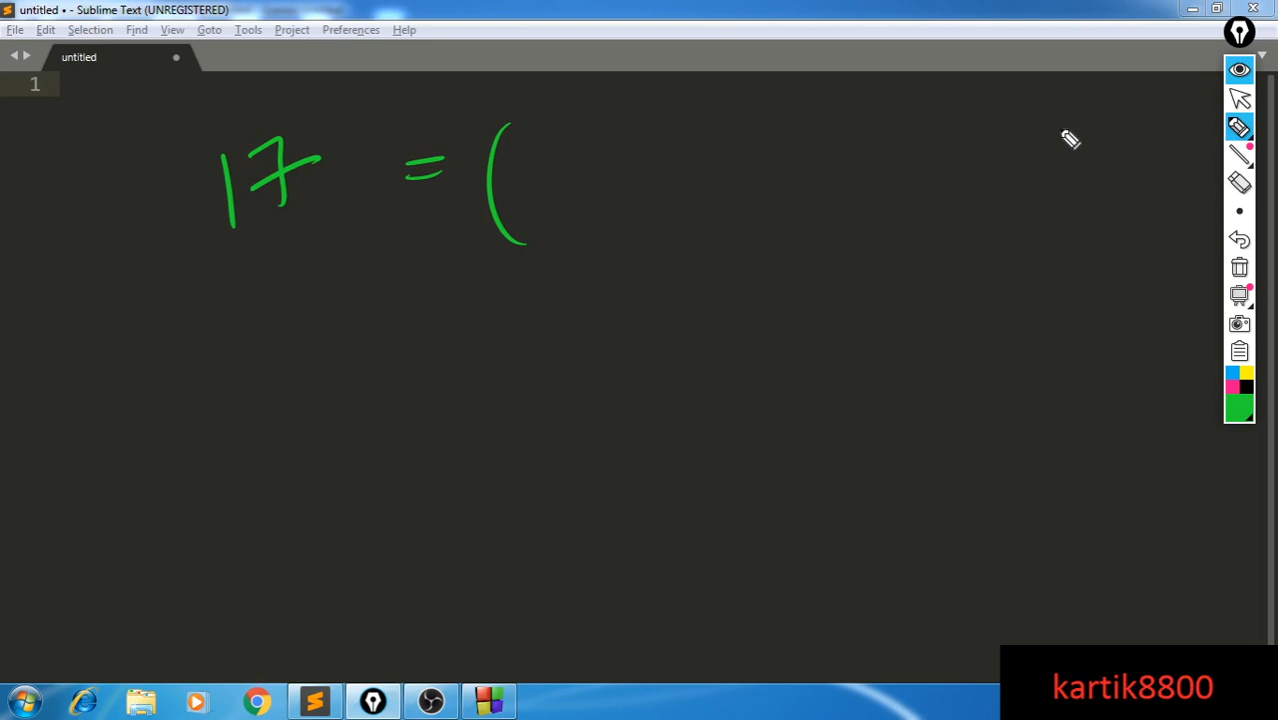 untitled • - Sublime Text (UNREGISTERED)
File Edit Selection Find View Goto Tools Project Preferences Help
untitled
1
17 = (
kartik8800